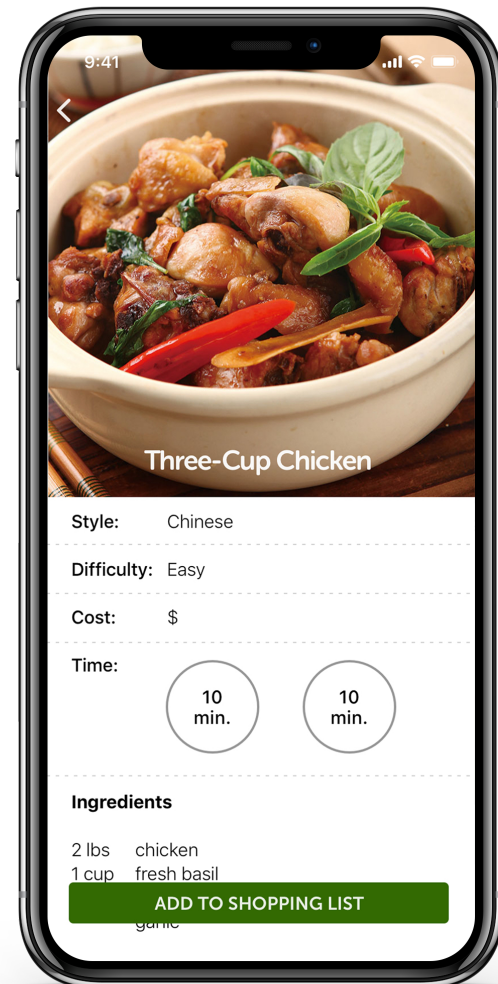 9:41
Three-Cup Chicken
Style: Chinese
Difficulty: Easy
Cost: $
Time:
10 min.
10 min.
Ingredients
2 lbs chicken
1 cup fresh basil
ADD TO SHOPPING LIST
garlic